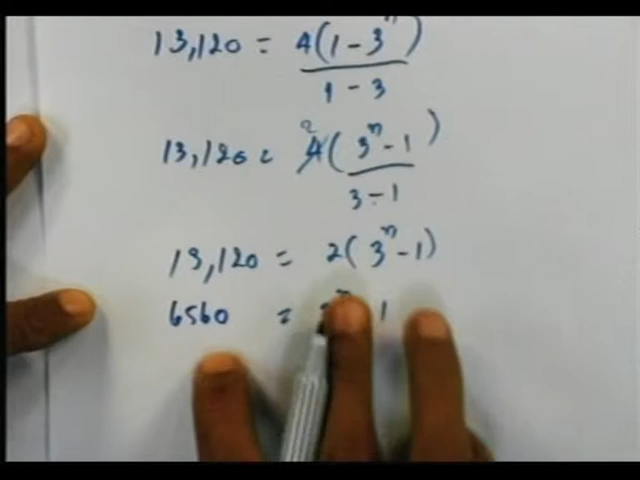 13,120 = 4(1 - 3ⁿ)
1 - 3
13,120 = 4 2 ( 3ⁿ - 1 )
3 - 1
13,120 = 2( 3ⁿ - 1)
6560 = 1